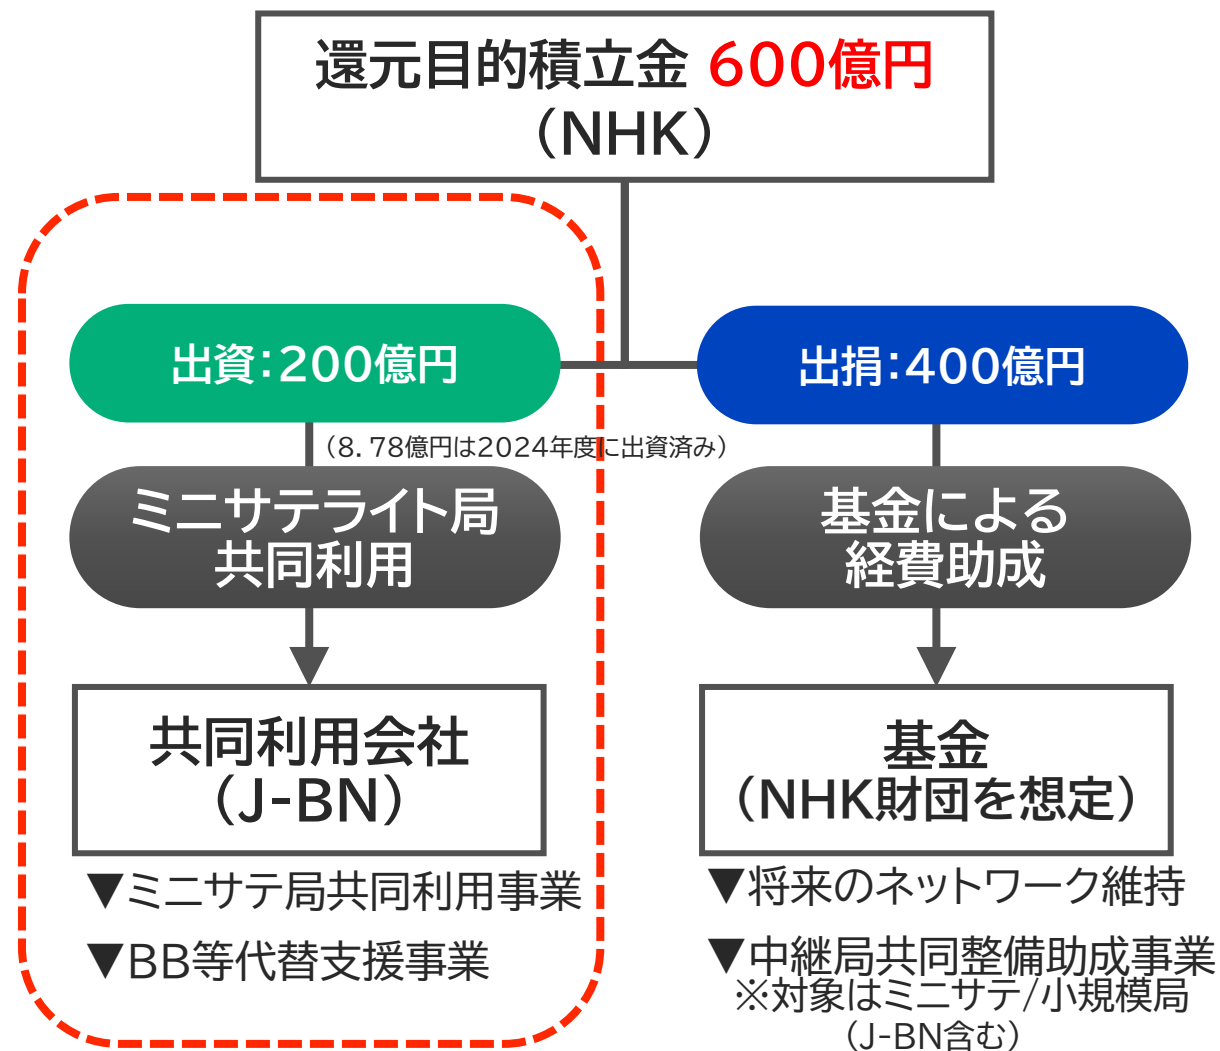 還元目的積立金 600億円
（NHK）
出資：200億円
（8．78億円は2024年度に出資済み）
ミニサテライト局
共同利用
共同利用会社
（J-BN）
▼ミニサテ局共同利用事業
▼BB等代替支援事業
出捐：400億円
基金による
経費助成
基金
（NHK財団を想定）
▼将来のネットワーク維持
▼中継局共同整備助成事業
※対象はミニサテ/小規模局
（J-BN含む）